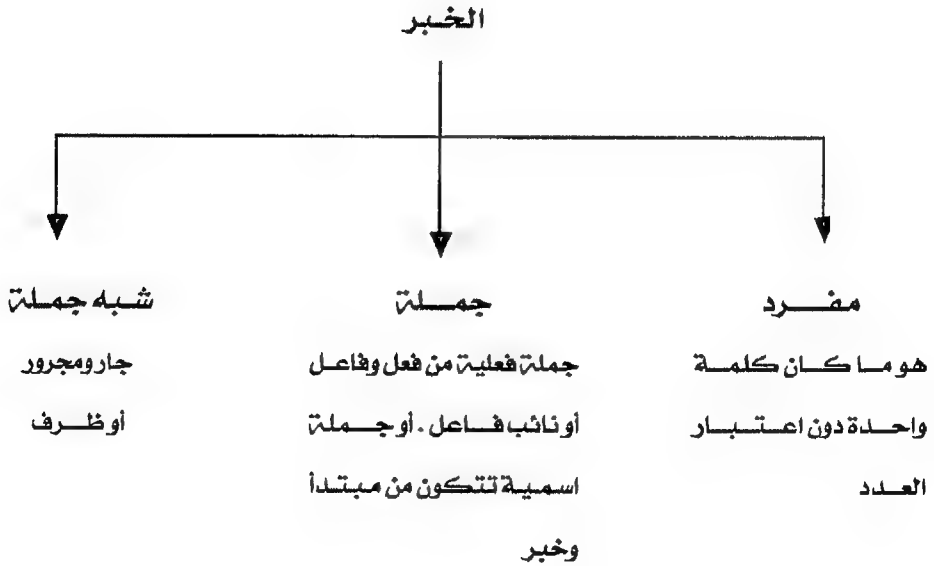 الخبر
مفرد
هو ما كان كلمة
واحدة دون اعتبار
العدد
جملة
جملة فعلية من فعل وفاعل
أو نائب فاعل . أو جملة
اسمية تتكون من مبتدأ
وخبر
شبه جملة
جار ومجرور
أو ظرف